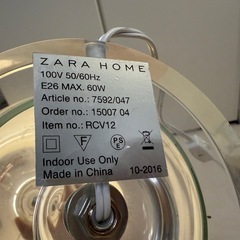 ZARA HOME
100V 50/60Hz
E26 MAX. 60W
Article no.: 7592/047
Order no.: 15007 04
Item no.: RCV12
F PS E
Indoor Use Only
Made in China 10-2016